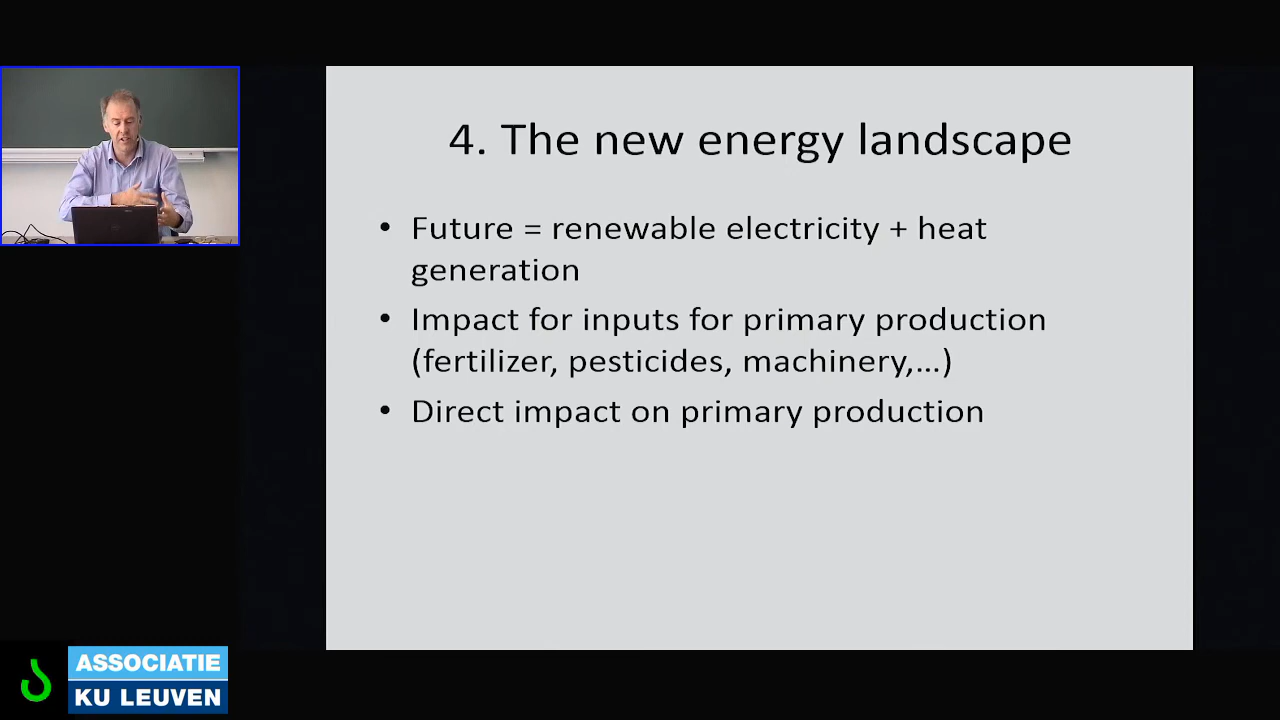 4. The new energy landscape
• Future = renewable electricity + heat
generation
• Impact for inputs for primary production
(fertilizer, pesticides, machinery,...)
• Direct impact on primary production
ASSOCIATIE
KU LEUVEN